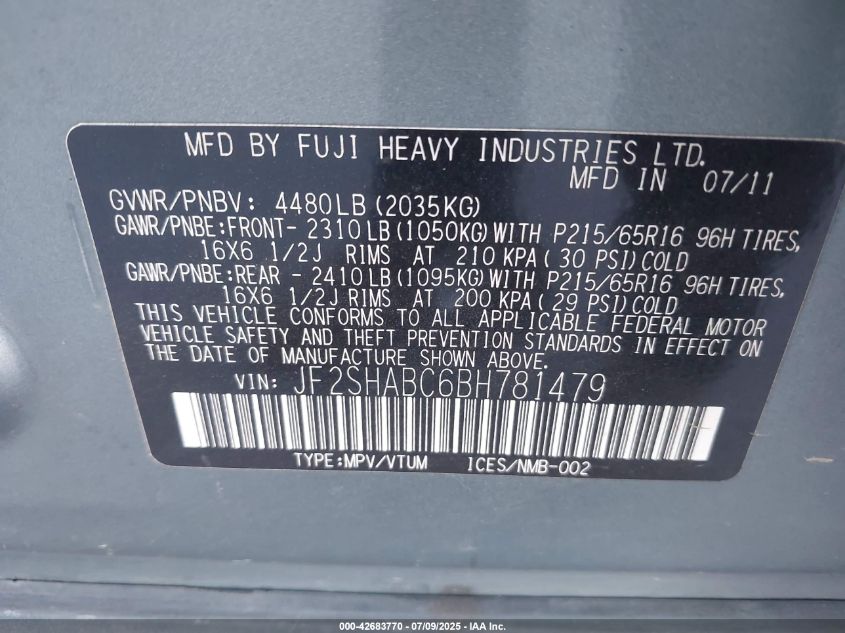 MFD BY FUJI HEAVY INDUSTRIES LTD.
MFD IN 07/11
GVWR/PNBV: 4480LB(2035KG)
GAWR/PNBE:FRONT- 2310LB(1050KG)WITH P215/65R16 96H TIRES,
16X6 1/2J RIMS AT 210 KPA( 30 PSI)COLD
GAWR/PNBE:REAR - 2410LB(1095KG)WITH P215/65R16 96H TIRES,
16X6 1/2J RIMS AT 200 KPA( 29 PSI)COLD
THIS VEHICLE CONFORMS TO ALL APPLICABLE FEDERAL MOTOR
VEHICLE SAFETY AND THEFT PREVENTION STANDARDS IN EFFECT ON
THE DATE OF MANUFACTURE SHOWN ABOVE.
VIN: JF2SHABC6BH781479
TYPE:MPV/VTUM ICES/NMB-002
000-42683770 - 07/09/2025 - IAA Inc.